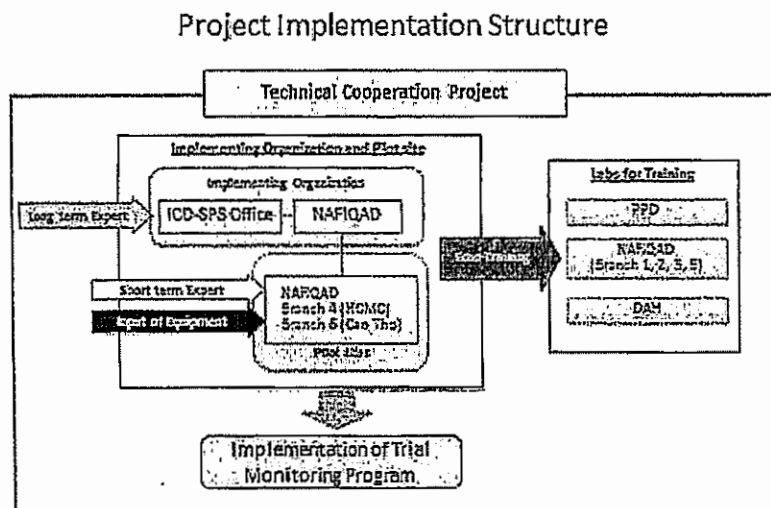 Project Implementation Structure
Technical Cooperation Project
Implementing Organization and Pilot site
Implementing Organization
Long term Expert
ICD-SPS Office
NAFIQAD
Short term Expert
Input of Equipment
NAFIQAD
Branch 4 (HCMC)
Branch 6 (Can Tho)
Pilot sites
Training
Labs for Training
PPD
NAFIQAD
(Branch 1, 2, 3, 5)
DAH
Implementation of Trial
Monitoring Program